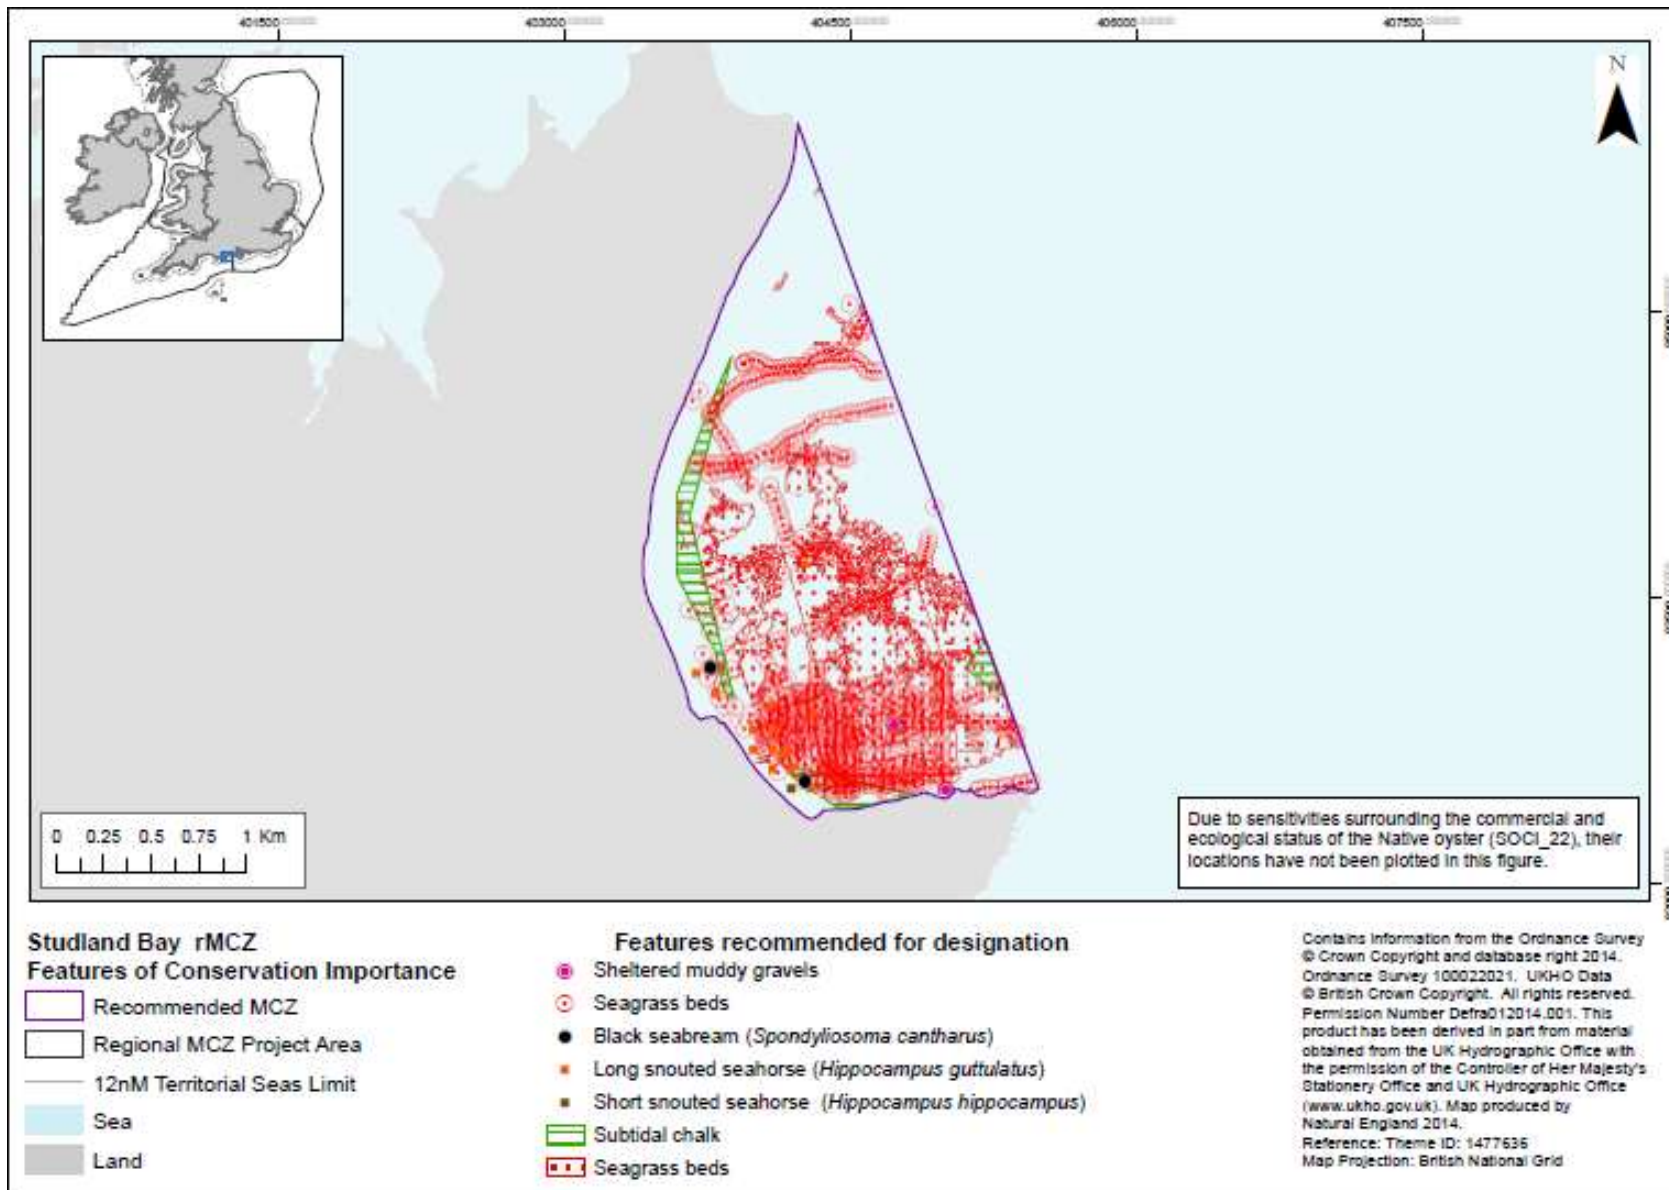 401500
403000
404500
406000
407500
N
0 0.25 0.5 0.75 1 Km
Due to sensitivities surrounding the commercial and
ecological status of the Native oyster (SOCI_22), their
locations have not been plotted in this figure.
Studland Bay rMCZ
Features of Conservation Importance
Recommended MCZ
Regional MCZ Project Area
12nM Territorial Seas Limit
Sea
Land
Features recommended for designation
Sheltered muddy gravels
Seagrass beds
Black seabream (Spondyliosoma cantharus)
Long snouted seahorse (Hippocampus guttulatus)
Short snouted seahorse (Hippocampus hippocampus)
Subtidal chalk
Seagrass beds
Contains information from the Ordnance Survey
© Crown Copyright and database right 2014.
Ordnance Survey 100022021. UKHO Data
© British Crown Copyright. All rights reserved.
Permission Number Defra012014.001. This
product has been derived in part from material
obtained from the UK Hydrographic Office with
the permission of the Controller of Her Majesty's
Stationery Office and UK Hydrographic Office
(www.ukho.gov.uk). Map produced by
Natural England 2014.
Reference: Theme ID: 1477636
Map Projection: British National Grid